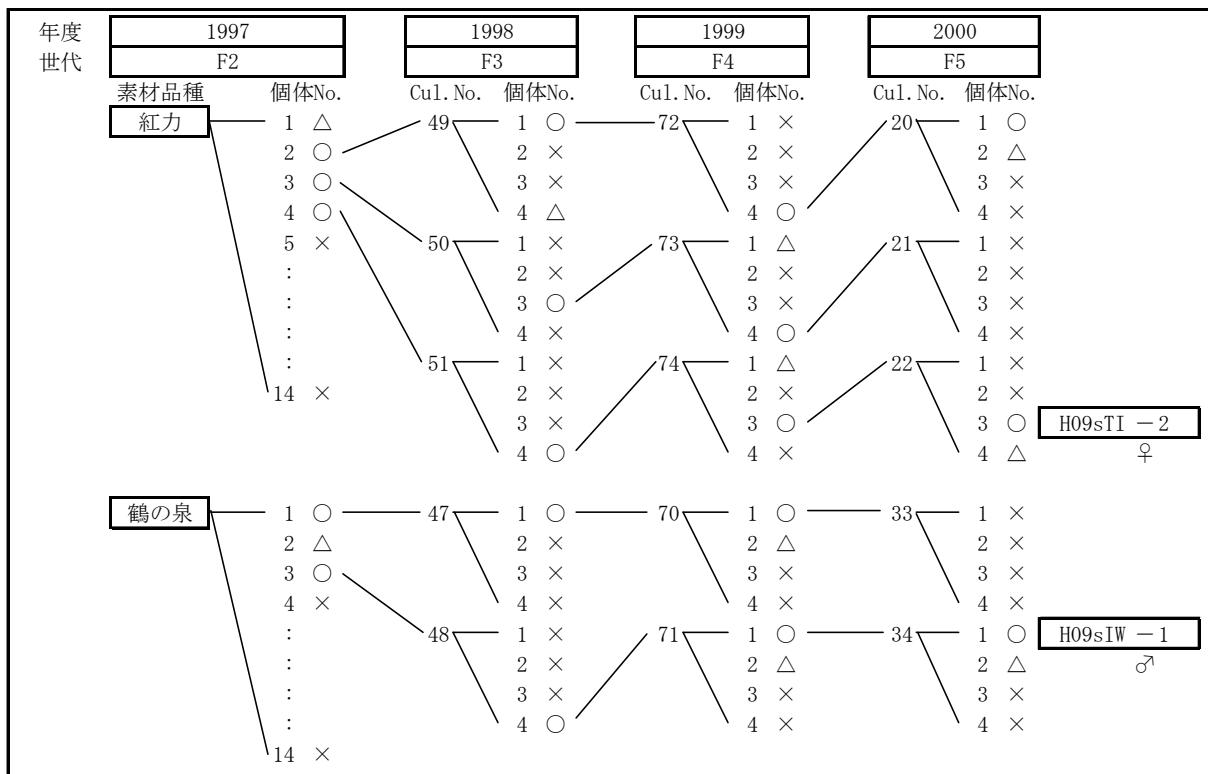 年度 1997 1998 1999 2000
世代 F2 F3 F4 F5
素材品種 個体No. Cul.No. 個体No. Cul.No. 個体No. Cul.No. 個体No.
紅力 1 △ 49 1 ○ 72 1 × 20 1 ○
2 ○ 2 × 2 × 2 △
3 ○ 3 × 3 × 3 ×
4 ○ 4 △ 4 ○ 4 ×
5 × 50 1 × 73 1 △ 21 1 ×
: 2 × 2 × 2 ×
: 3 ○ 3 × 3 ×
: 4 × 4 ○ 4 ×
: 51 1 × 74 1 △ 22 1 ×
14 × 2 × 2 × 2 ×
3 × 3 ○ 3 ○ H09sTI －2
4 ○ 4 × 4 △ ♀
鶴の泉 1 ○ 47 1 ○ 70 1 ○ 33 1 ×
2 △ 2 × 2 △ 2 ×
3 ○ 3 × 3 × 3 ×
4 × 4 × 4 × 4 ×
: 48 1 × 71 1 ○ 34 1 ○ H09sIW －1
: 2 × 2 △ 2 △ ♂
: 3 × 3 × 3 ×
: 4 ○ 4 × 4 ×
14 ×